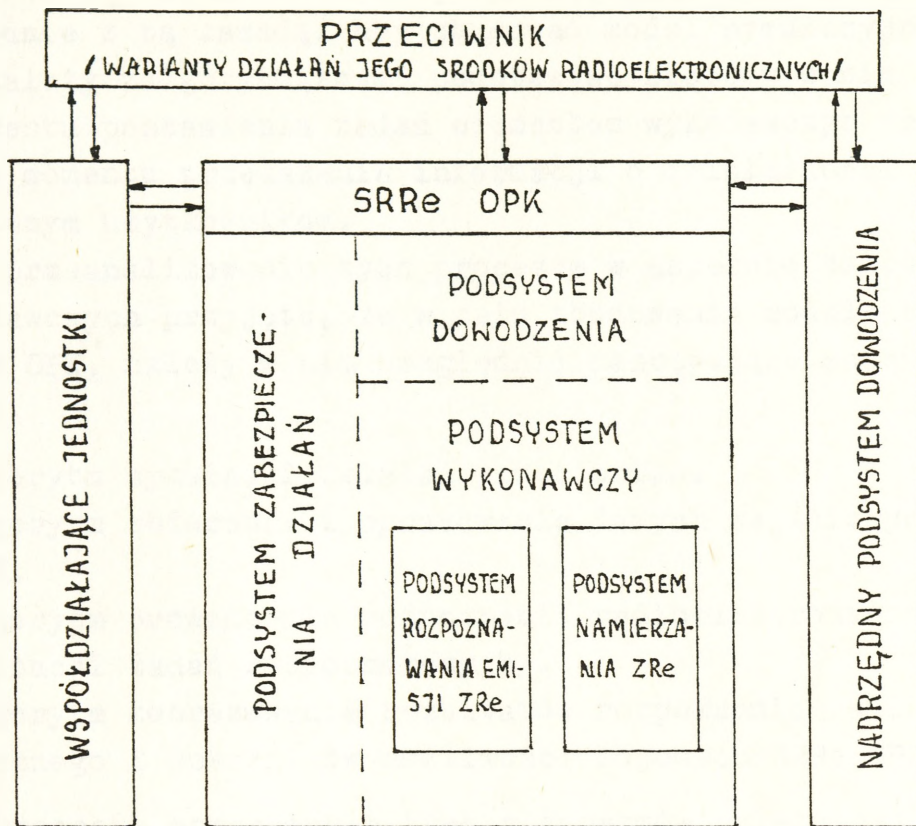 PRZECIWNIK
/WARIANTY DZIAŁAŃ JEGO ŚRODKÓW RADIOELEKTRONICZNYCH/
WSPÓŁDZIAŁAJĄCE JEDNOSTKI
SRRe OPK
PODSYSTEM ZABEZPIECZE-
NIA DZIAŁAŃ
PODSYSTEM
DOWODZENIA
PODSYSTEM
WYKONAWCZY
PODSYSTEM
ROZPOZNA-
WANIA EMI-
SJI ZRe
PODSYSTEM
NAMIERZA-
NIA ZRe
NADRZĘDNY PODSYSTEM DOWODZENIA